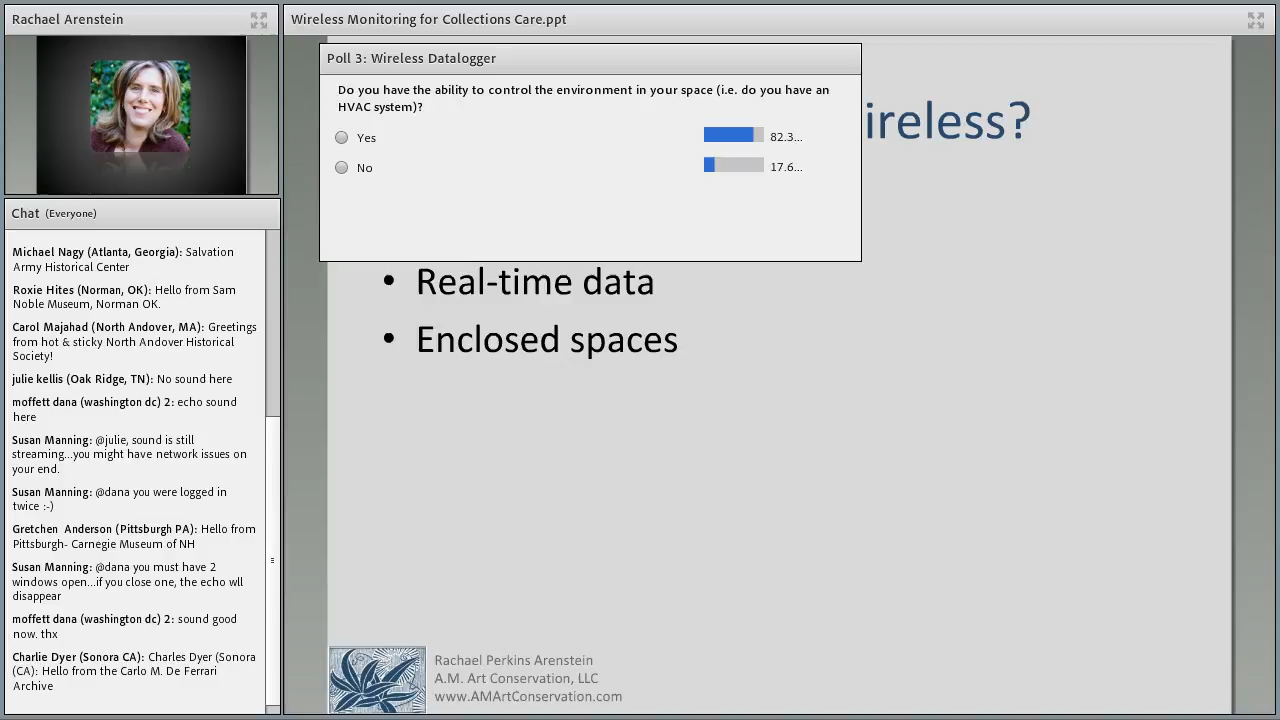 Rachael Arenstein
Chat (Everyone)
Michael Nagy (Atlanta, Georgia): Salvation
Army Historical Center
Roxie Hites (Norman, OK): Hello from Sam
Noble Museum, Norman OK.
Carol Majahad (North Andover, MA): Greetings
from hot & sticky North Andover Historical
Society!
julie kellis (Oak Ridge, TN): No sound here
moffett dana (washington dc) 2: echo sound
here
Susan Manning: @julie, sound is still
streaming...you might have network issues on
your end.
Susan Manning: @dana you were logged in
twice :-)
Gretchen Anderson (Pittsburgh PA): Hello from
Pittsburgh- Carnegie Museum of NH
Susan Manning: @dana you must have 2
windows open...if you close one, the echo wll
disappear
moffett dana (washington dc) 2: sound good
now. thx
Charlie Dyer (Sonora CA): Charles Dyer (Sonora
(CA): Hello from the Carlo M. De Ferrari
Archive
Wireless Monitoring for Collections Care.ppt
Poll 3: Wireless Datalogger
Do you have the ability to control the environment in your space (i.e. do you have an
HVAC system)?
Yes 82.3...
No 17.6...
ireless?
• Real-time data
• Enclosed spaces
Rachael Perkins Arenstein
A.M. Art Conservation, LLC
www.AMArtConservation.com